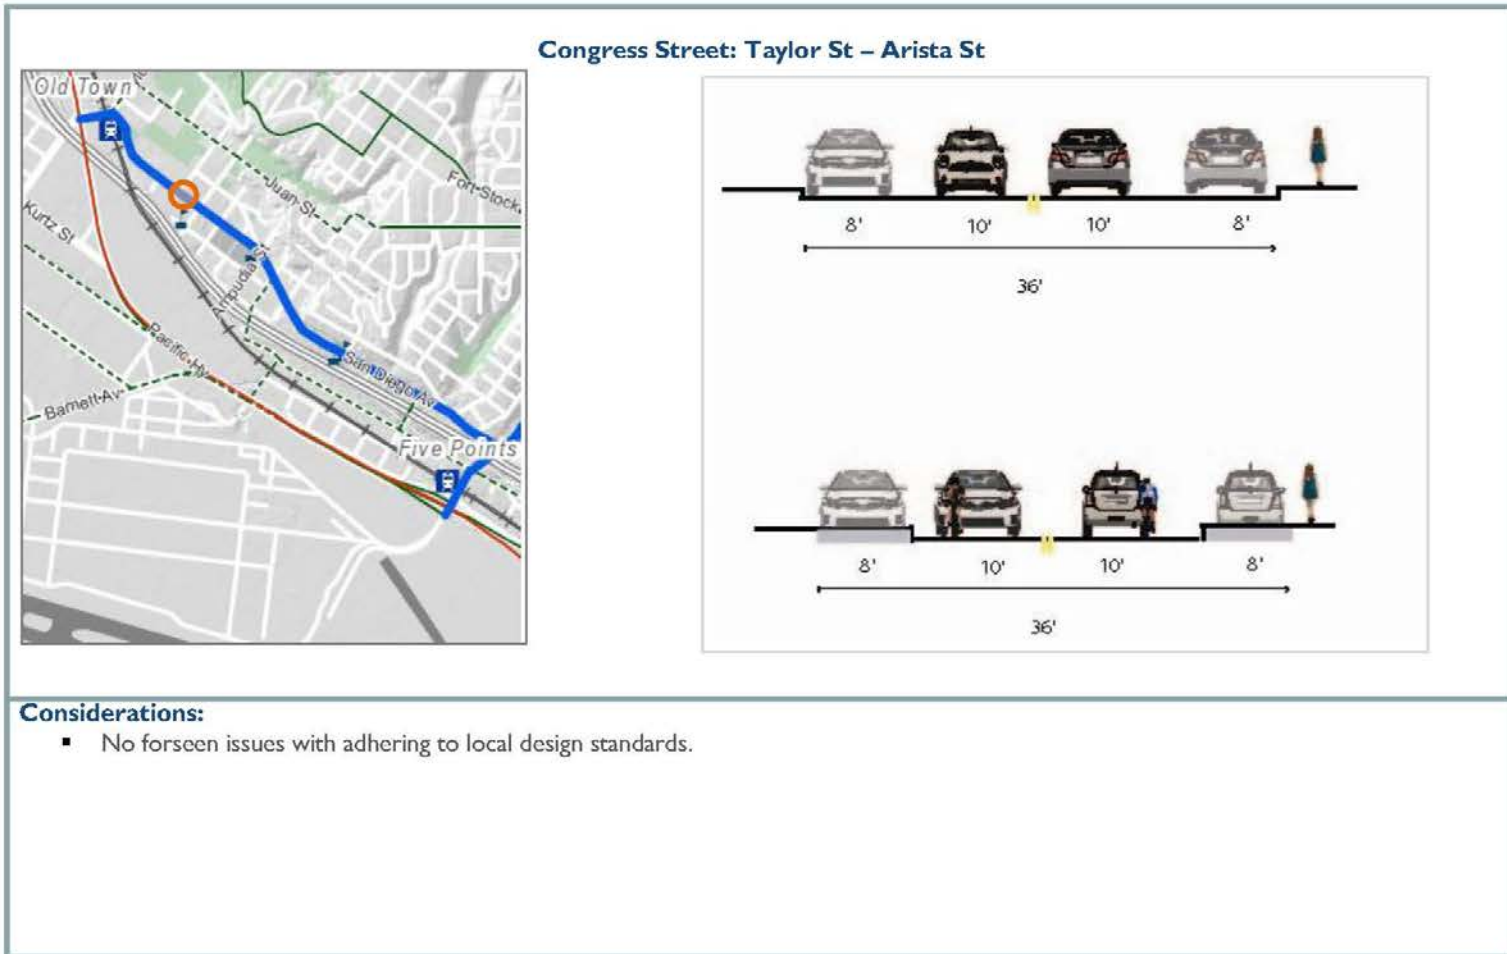 Congress Street: Taylor St – Arista St
Old Town
Juan St
Fort Stock
Kurtz St
Ampudia St
Pacific Hy
San Diego Av
Barnett Av
Five Points
8' 10' 10' 8'
36'
8' 10' 10' 8'
36'
Considerations:
▪ No forseen issues with adhering to local design standards.